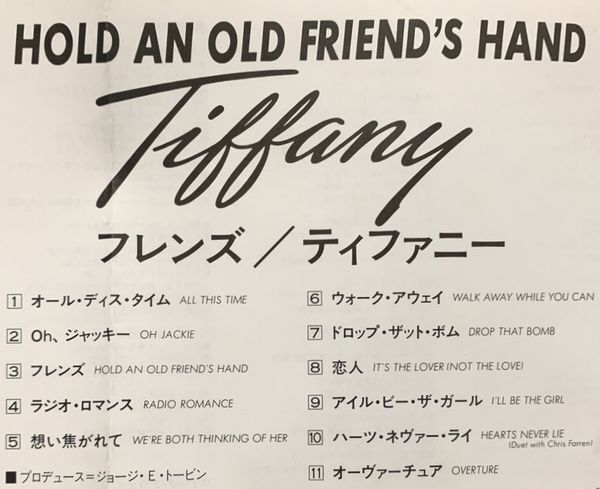 HOLD AN OLD FRIEND'S HAND
Tiffany
フレンズ／ティファニー
1 オール・ディス・タイム ALL THIS TIME
2 Oh、ジャッキー OH JACKIE
3 フレンズ HOLD AN OLD FRIEND'S HAND
4 ラジオ・ロマンス RADIO ROMANCE
5 想い焦がれて WE'RE BOTH THINKING OF HER
■プロデュース＝ジョージ・E・トービン
6 ウォーク・アウェイ WALK AWAY WHILE YOU CAN
7 ドロップ・ザット・ボム DROP THAT BOMB
8 恋人 IT'S THE LOVER (NOT THE LOVE)
9 アイル・ビー・ザ・ガール I'LL BE THE GIRL
10 ハーツ・ネヴァー・ライ HEARTS NEVER LIE
(Duet with Chris Farren)
11 オーヴァーチュア OVERTURE